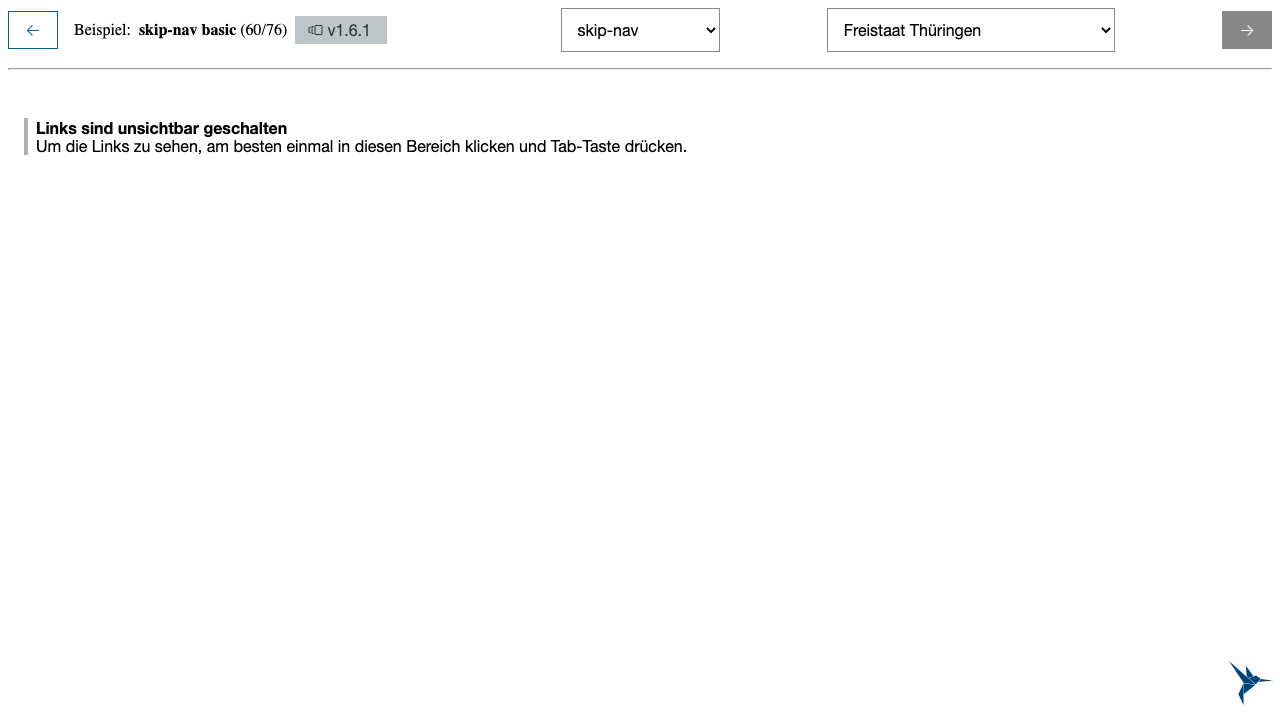 ← Beispiel: skip-nav basic (60/76) v1.6.1 skip-nav Freistaat Thüringen →
Links sind unsichtbar geschalten
Um die Links zu sehen, am besten einmal in diesen Bereich klicken und Tab-Taste drücken.